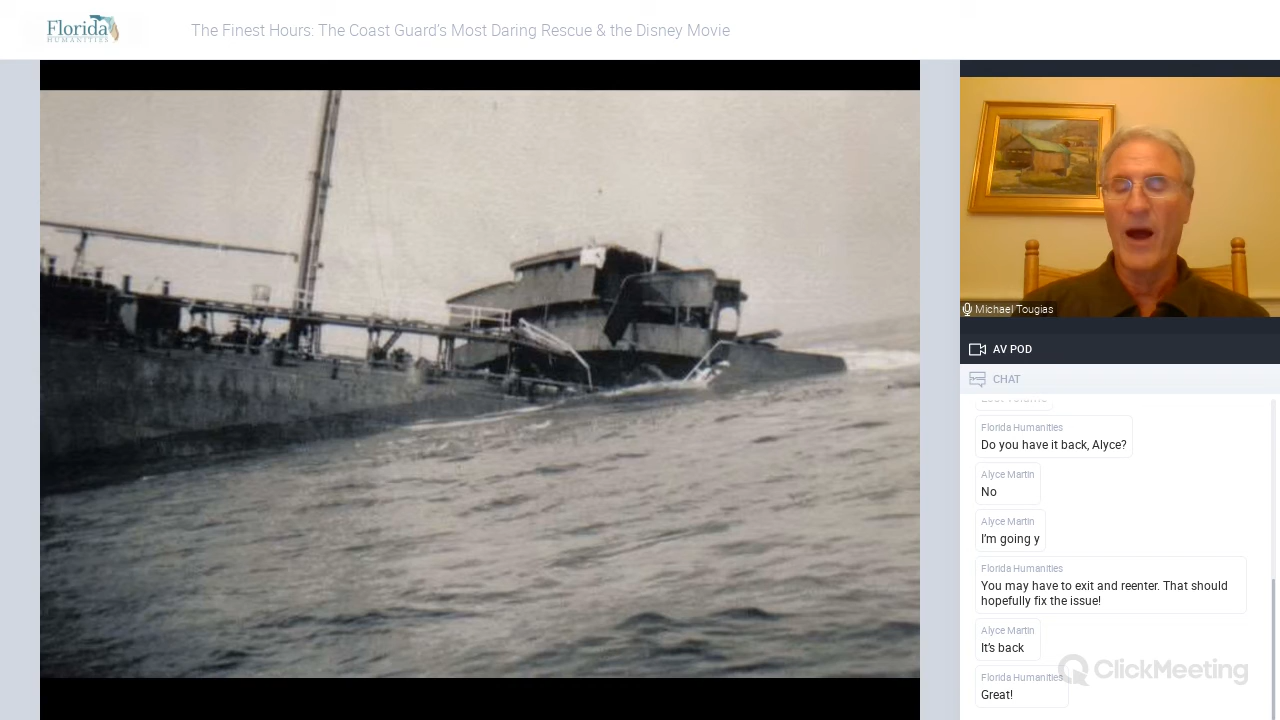 Florida
HUMANITIES
The Finest Hours: The Coast Guard's Most Daring Rescue & the Disney Movie
Michael Tougias
AV POD
CHAT
Florida Humanities
Do you have it back, Alyce?
Alyce Martin
No
Alyce Martin
I'm going y
Florida Humanities
You may have to exit and reenter. That should
hopefully fix the issue!
Alyce Martin
It's back
Florida Humanities
Great!
ClickMeeting